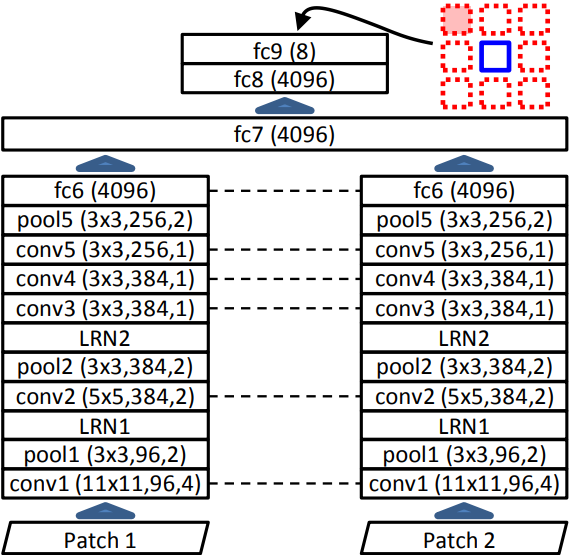 fc9 (8)
fc8 (4096)
fc7 (4096)
fc6 (4096)
pool5 (3x3,256,2)
conv5 (3x3,256,1)
conv4 (3x3,384,1)
conv3 (3x3,384,1)
LRN2
pool2 (3x3,384,2)
conv2 (5x5,384,2)
LRN1
pool1 (3x3,96,2)
conv1 (11x11,96,4)
Patch 1
fc6 (4096)
pool5 (3x3,256,2)
conv5 (3x3,256,1)
conv4 (3x3,384,1)
conv3 (3x3,384,1)
LRN2
pool2 (3x3,384,2)
conv2 (5x5,384,2)
LRN1
pool1 (3x3,96,2)
conv1 (11x11,96,4)
Patch 2